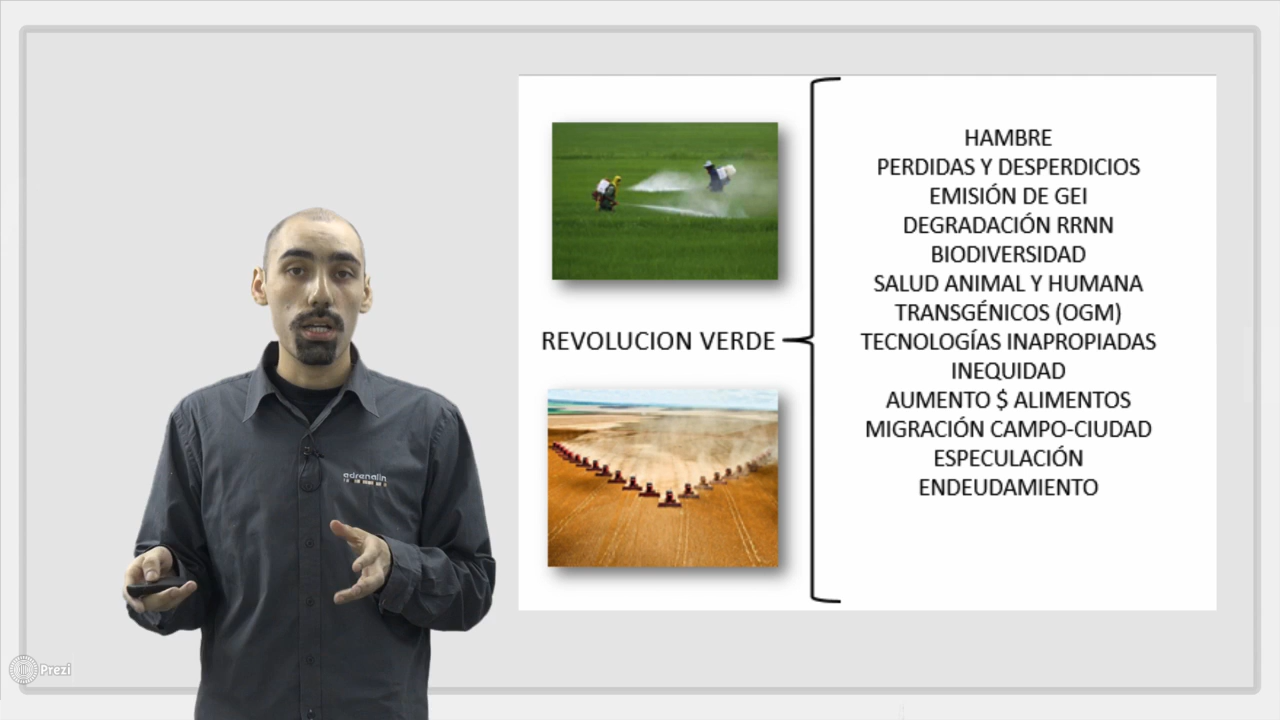 REVOLUCION VERDE
HAMBRE
PERDIDAS Y DESPERDICIOS
EMISIÓN DE GEI
DEGRADACIÓN RRNN
BIODIVERSIDAD
SALUD ANIMAL Y HUMANA
TRANSGÉNICOS (OGM)
TECNOLOGÍAS INAPROPIADAS
INEQUIDAD
AUMENTO $ ALIMENTOS
MIGRACIÓN CAMPO-CIUDAD
ESPECULACIÓN
ENDEUDAMIENTO
adrenalin
Prezi